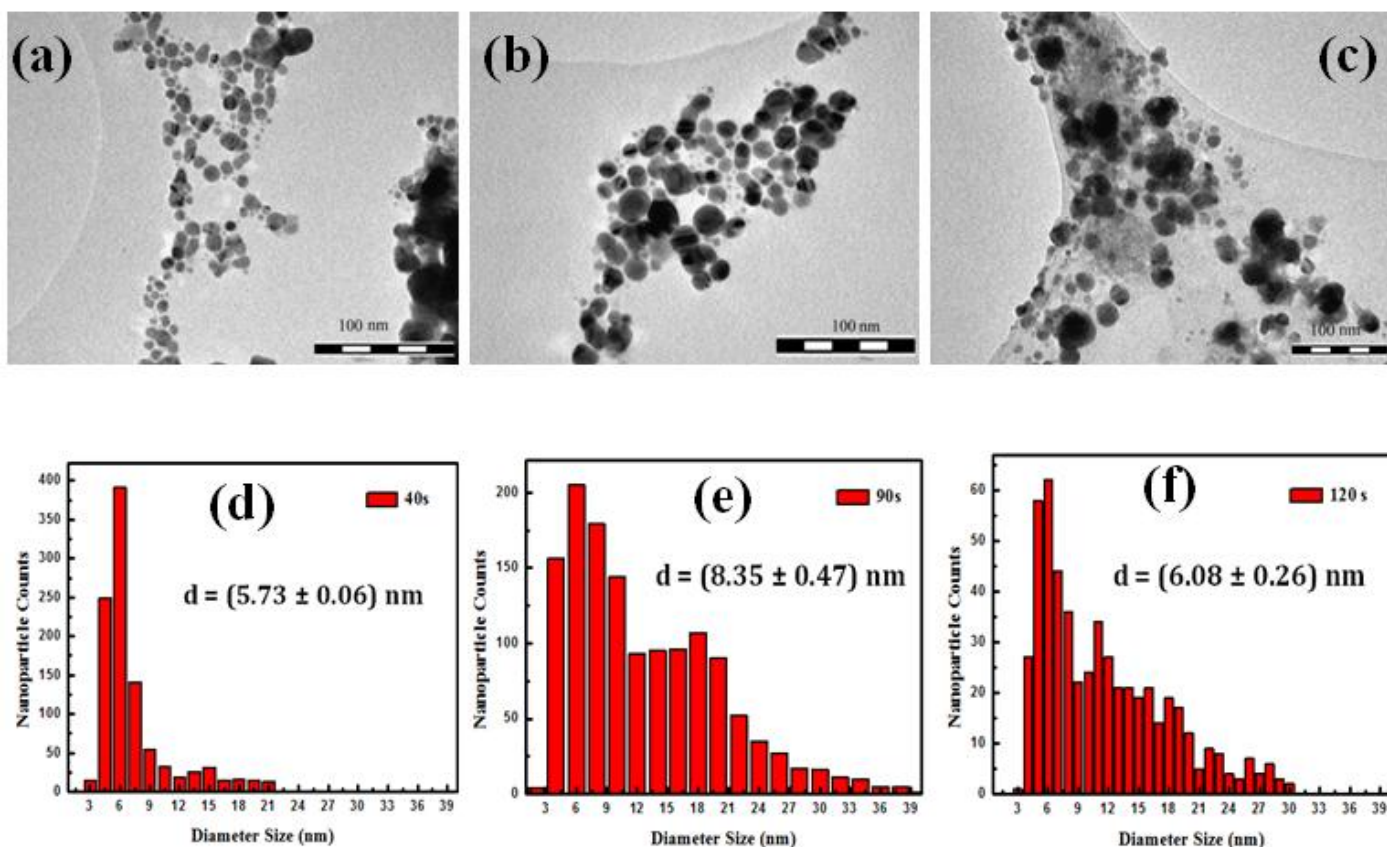 (a)
100 nm
(b)
100 nm
(c)
100 nm
(d)
40s
d = (5.73 ± 0.06) nm
Nanoparticle Counts
400
350
300
250
200
150
100
50
0
3 6 9 12 15 18 21 24 27 30 33 36 39
Diameter Size (nm)
(e)
90s
d = (8.35 ± 0.47) nm
Nanoparticle Counts
200
150
100
50
0
3 6 9 12 15 18 21 24 27 30 33 36 39
Diameter Size (nm)
(f)
120 s
d = (6.08 ± 0.26) nm
Nanoparticle Counts
60
50
40
30
20
10
0
3 6 9 12 15 18 21 24 27 30 33 36 39
Diameter Size (nm)